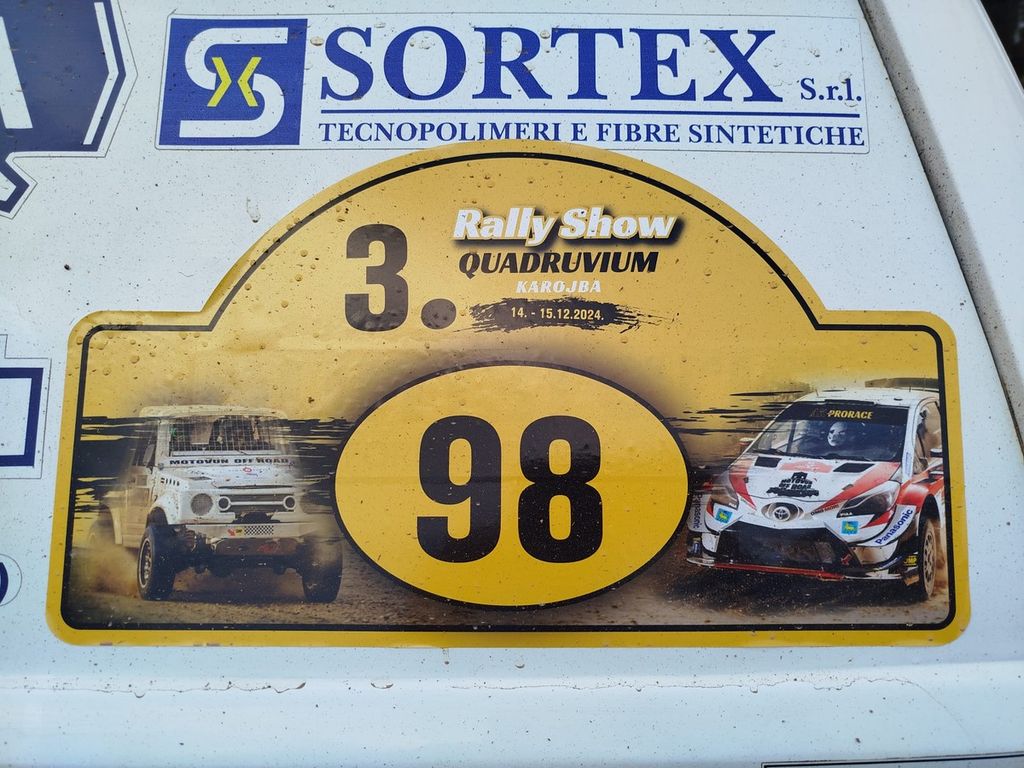 SORTEX S.r.l.
TECNOPOLIMERI E FIBRE SINTETICHE
3. Rally Show
QUADRUVIUM
KAROJBA
14. - 15.12.2024.
98
MOTOVUN OFF ROAD
PRORACE
Panasonic